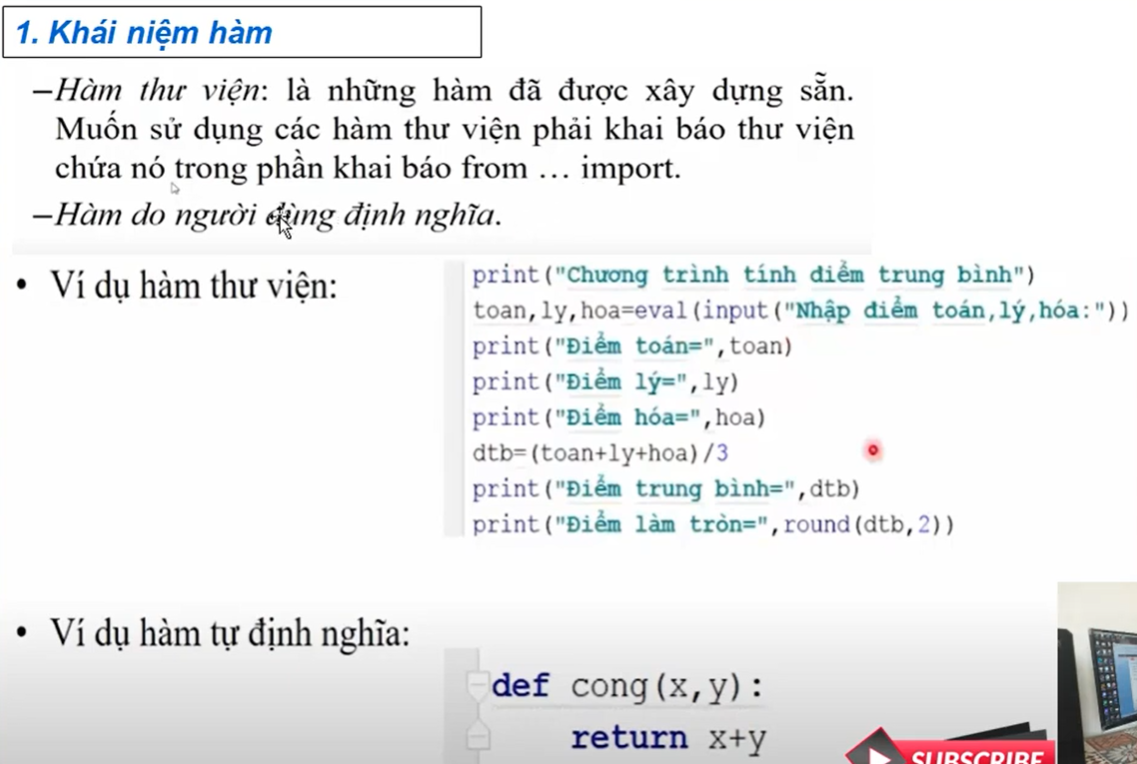 1. Khái niệm hàm
–Hàm thư viện: là những hàm đã được xây dựng sẵn.
Muốn sử dụng các hàm thư viện phải khai báo thư viện
chứa nó trong phần khai báo from … import.
–Hàm do người dùng định nghĩa.
• Ví dụ hàm thư viện:
print("Chương trình tính điểm trung bình")
toan,ly,hoa=eval(input("Nhập điểm toán,lý,hóa:"))
print("Điểm toán=",toan)
print("Điểm lý=",ly)
print("Điểm hóa=",hoa)
dtb=(toan+ly+hoa)/3
print("Điểm trung bình=",dtb)
print("Điểm làm tròn=",round(dtb,2))
• Ví dụ hàm tự định nghĩa:
def cong(x,y):
return x+y
SUBSCRIBE